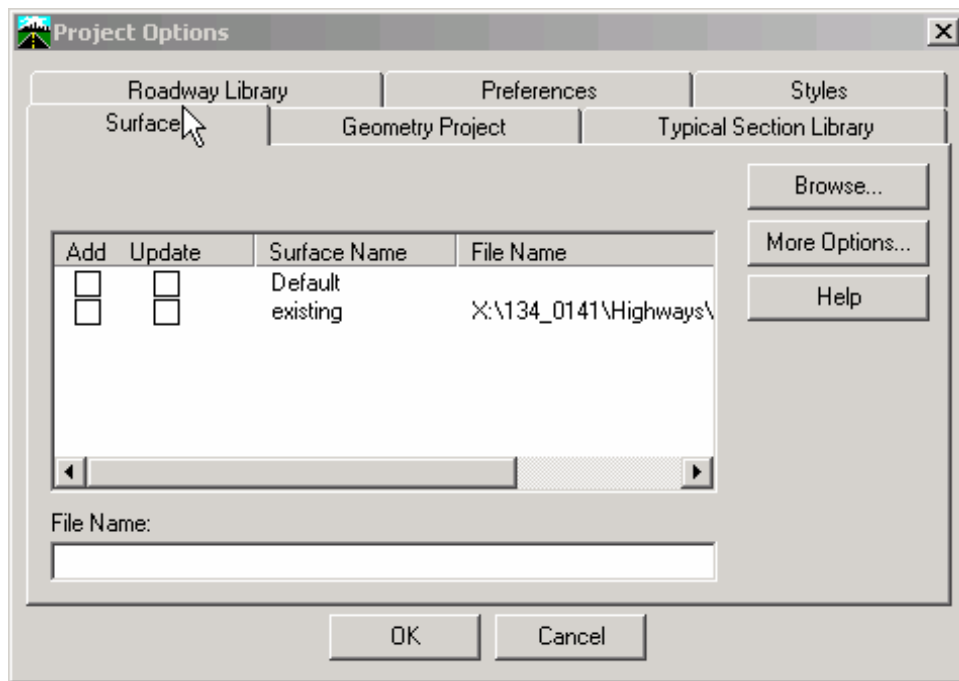 Project Options
Roadway Library Preferences Styles
Surface Geometry Project Typical Section Library
Browse...
More Options...
Help
Add Update Surface Name File Name
Default
existing X:\134_0141\Highways\
File Name:
OK Cancel